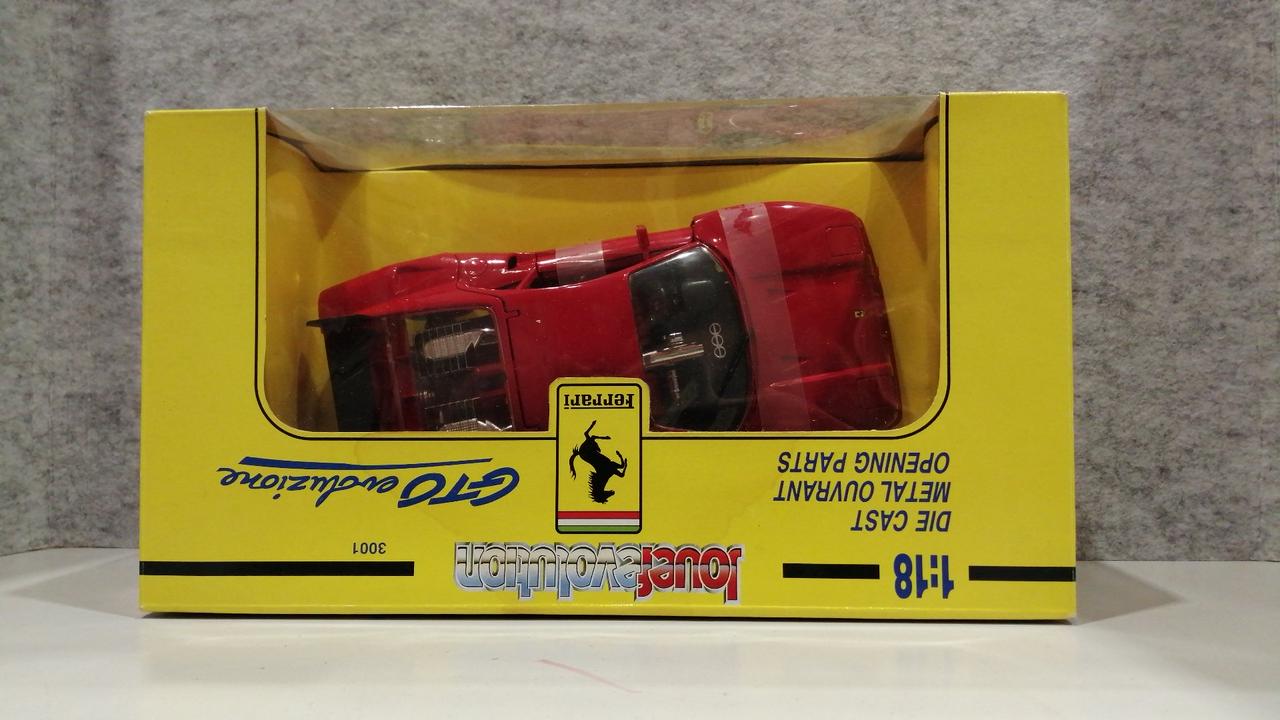 Jouef evolution
1:18
3001
DIE CAST
METAL OUVRANT
OPENING PARTS
GTO evoluzione
Ferrari